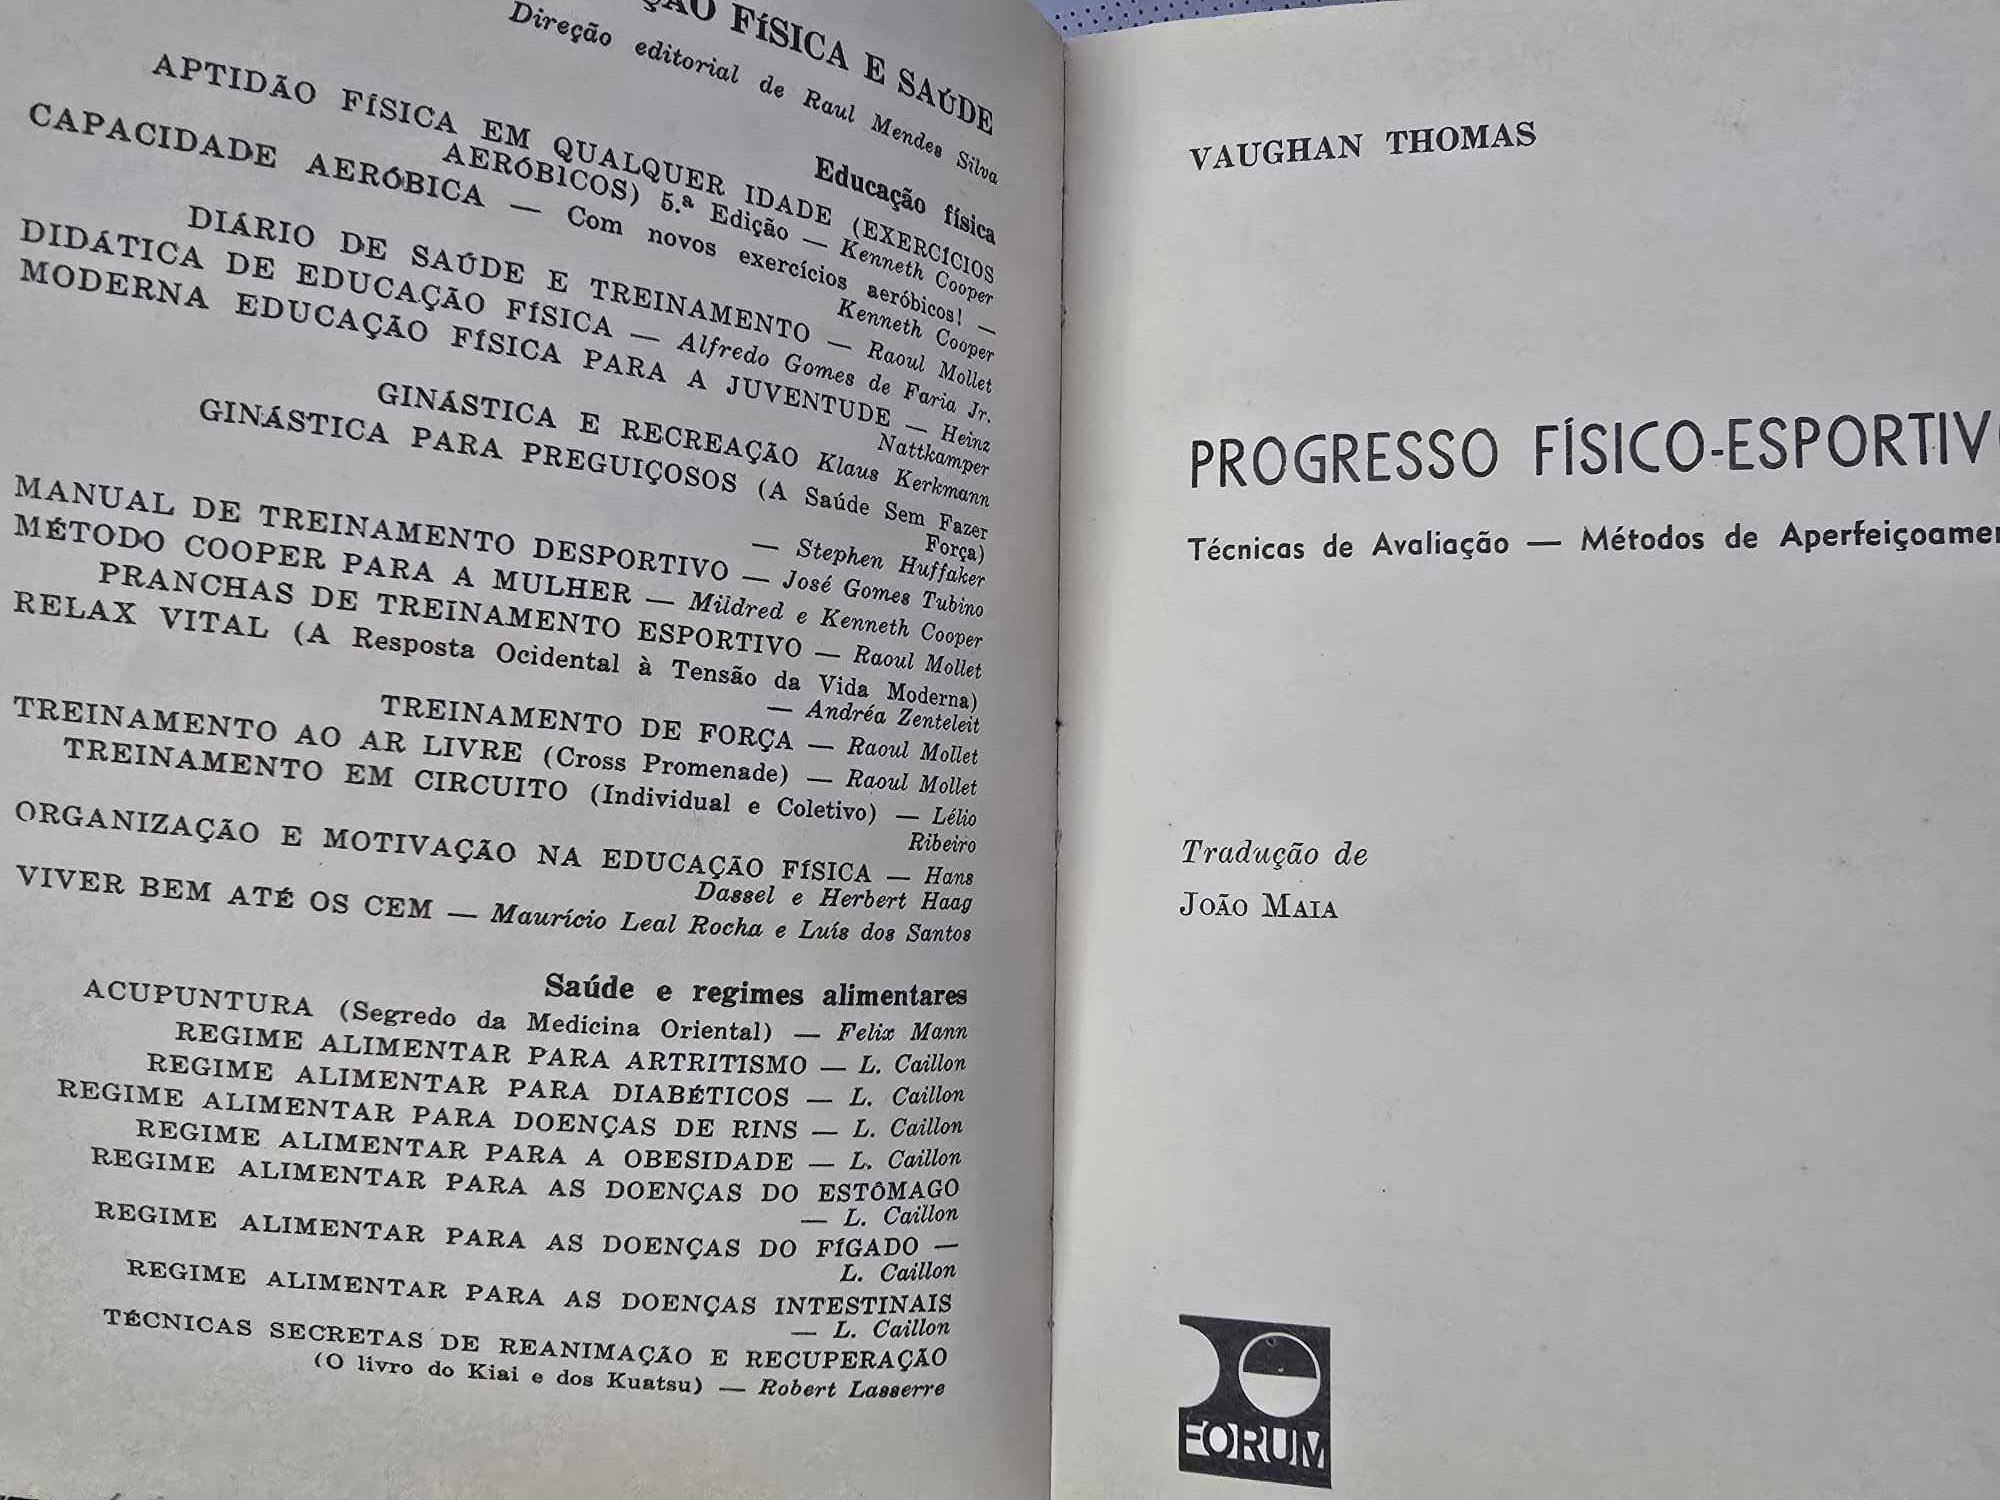 FÍSICA E SAÚDE
Direção editorial de Raul Mendes Silva
Educação física
APTIDÃO FÍSICA EM QUALQUER IDADE (EXERCÍCIOS
AERÓBICOS) 5.ª Edição — Kenneth Cooper
CAPACIDADE AERÓBICA — Com novos exercícios aeróbicos! —
Kenneth Cooper
DIÁRIO DE SAÚDE E TREINAMENTO — Raoul Mollet
DIDÁTICA DE EDUCAÇÃO FÍSICA — Alfredo Gomes de Faria Jr.
MODERNA EDUCAÇÃO FÍSICA PARA A JUVENTUDE — Heinz
Nattkamper
GINÁSTICA E RECREAÇÃO Klaus Kerkmann
GINÁSTICA PARA PREGUIÇOSOS (A Saúde Sem Fazer
Força)
— Stephen Huffaker
MANUAL DE TREINAMENTO DESPORTIVO — José Gomes Tubino
MÉTODO COOPER PARA A MULHER — Mildred e Kenneth Cooper
PRANCHAS DE TREINAMENTO ESPORTIVO — Raoul Mollet
RELAX VITAL (A Resposta Ocidental à Tensão da Vida Moderna)
— Andréa Zenteleit
TREINAMENTO DE FORÇA — Raoul Mollet
TREINAMENTO AO AR LIVRE (Cross Promenade) — Raoul Mollet
TREINAMENTO EM CIRCUITO (Individual e Coletivo) — Lélio
Ribeiro
ORGANIZAÇÃO E MOTIVAÇÃO NA EDUCAÇÃO FÍSICA — Hans
Dassel e Herbert Haag
VIVER BEM ATÉ OS CEM — Maurício Leal Rocha e Luís dos Santos
Saúde e regimes alimentares
ACUPUNTURA (Segredo da Medicina Oriental) — Felix Mann
REGIME ALIMENTAR PARA ARTRITISMO — L. Caillon
REGIME ALIMENTAR PARA DIABÉTICOS — L. Caillon
REGIME ALIMENTAR PARA DOENÇAS DE RINS — L. Caillon
REGIME ALIMENTAR PARA A OBESIDADE — L. Caillon
REGIME ALIMENTAR PARA AS DOENÇAS DO ESTÔMAGO
— L. Caillon
REGIME ALIMENTAR PARA AS DOENÇAS DO FÍGADO —
L. Caillon
REGIME ALIMENTAR PARA AS DOENÇAS INTESTINAIS
— L. Caillon
TÉCNICAS SECRETAS DE REANIMAÇÃO E RECUPERAÇÃO
(O livro do Kiai e dos Kuatsu) — Robert Lasserre
VAUGHAN THOMAS
PROGRESSO FÍSICO-ESPORTIVO
Técnicas de Avaliação — Métodos de Aperfeiçoamen
Tradução de
JOÃO MAIA
FORUM